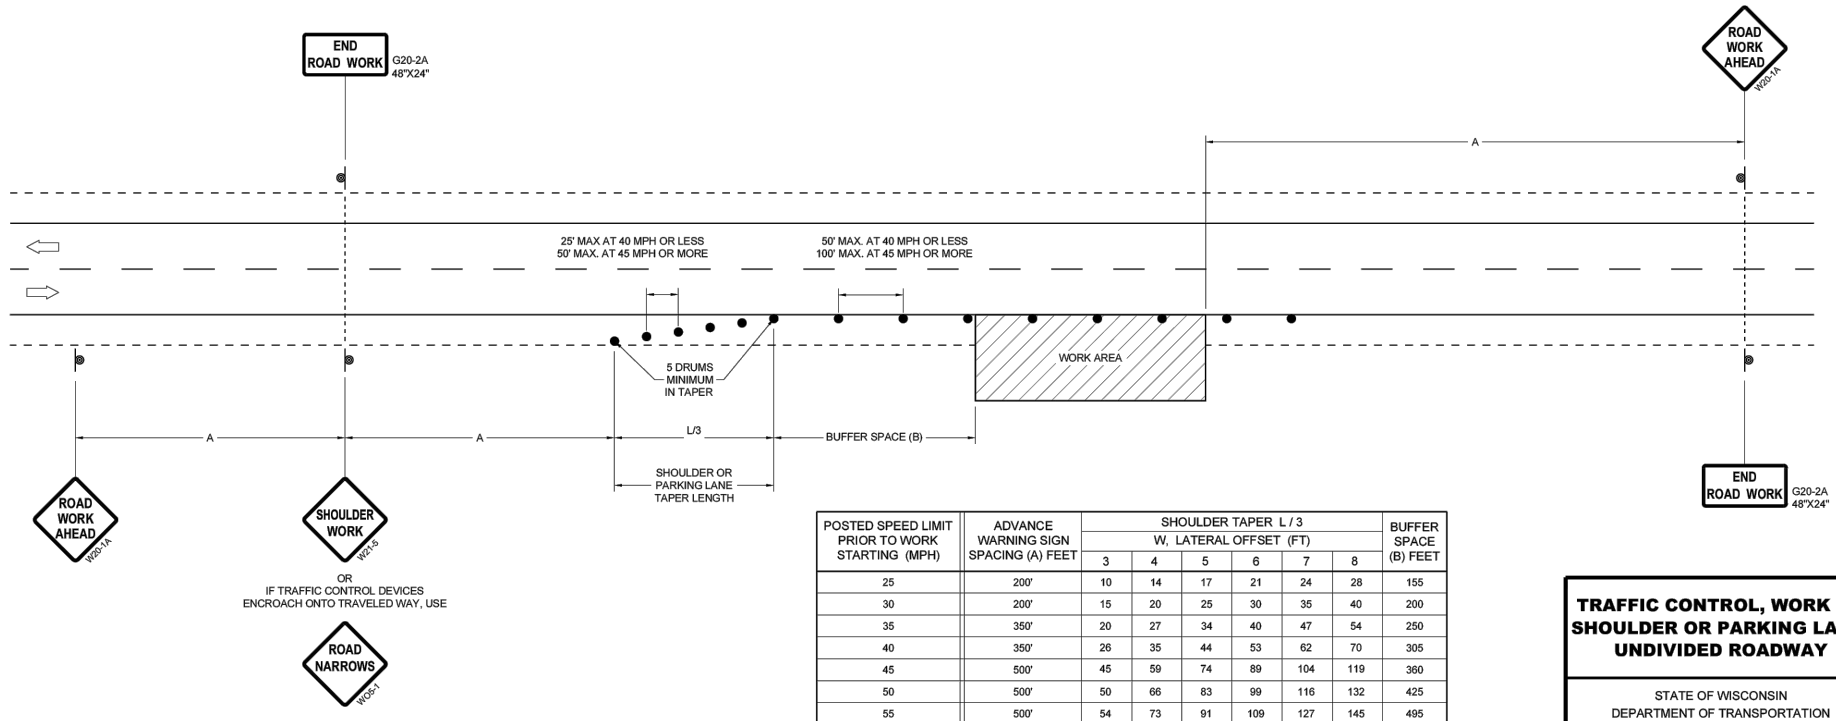 END
ROAD WORK
G20-2A
48"X24"
ROAD
WORK
AHEAD
W20-1A
A
25' MAX AT 40 MPH OR LESS
50' MAX. AT 45 MPH OR MORE
50' MAX. AT 40 MPH OR LESS
100' MAX. AT 45 MPH OR MORE
5 DRUMS
MINIMUM
IN TAPER
WORK AREA
A
A
L/3
BUFFER SPACE (B)
SHOULDER OR
PARKING LANE
TAPER LENGTH
ROAD
WORK
AHEAD
W20-1A
SHOULDER
WORK
W21-5
OR
IF TRAFFIC CONTROL DEVICES
ENCROACH ONTO TRAVELED WAY, USE
ROAD
NARROWS
WO5-1
END
ROAD WORK
G20-2A
48"X24"
POSTED SPEED LIMIT
PRIOR TO WORK
STARTING (MPH)
ADVANCE
WARNING SIGN
SPACING (A) FEET
SHOULDER TAPER L / 3
W, LATERAL OFFSET (FT)
3 4 5 6 7 8
BUFFER
SPACE
(B) FEET
25 200' 10 14 17 21 24 28 155
30 200' 15 20 25 30 35 40 200
35 350' 20 27 34 40 47 54 250
40 350' 26 35 44 53 62 70 305
45 500' 45 59 74 89 104 119 360
50 500' 50 66 83 99 116 132 425
55 500' 54 73 91 109 127 145 495
TRAFFIC CONTROL, WORK
SHOULDER OR PARKING LA
UNDIVIDED ROADWAY
STATE OF WISCONSIN
DEPARTMENT OF TRANSPORTATION